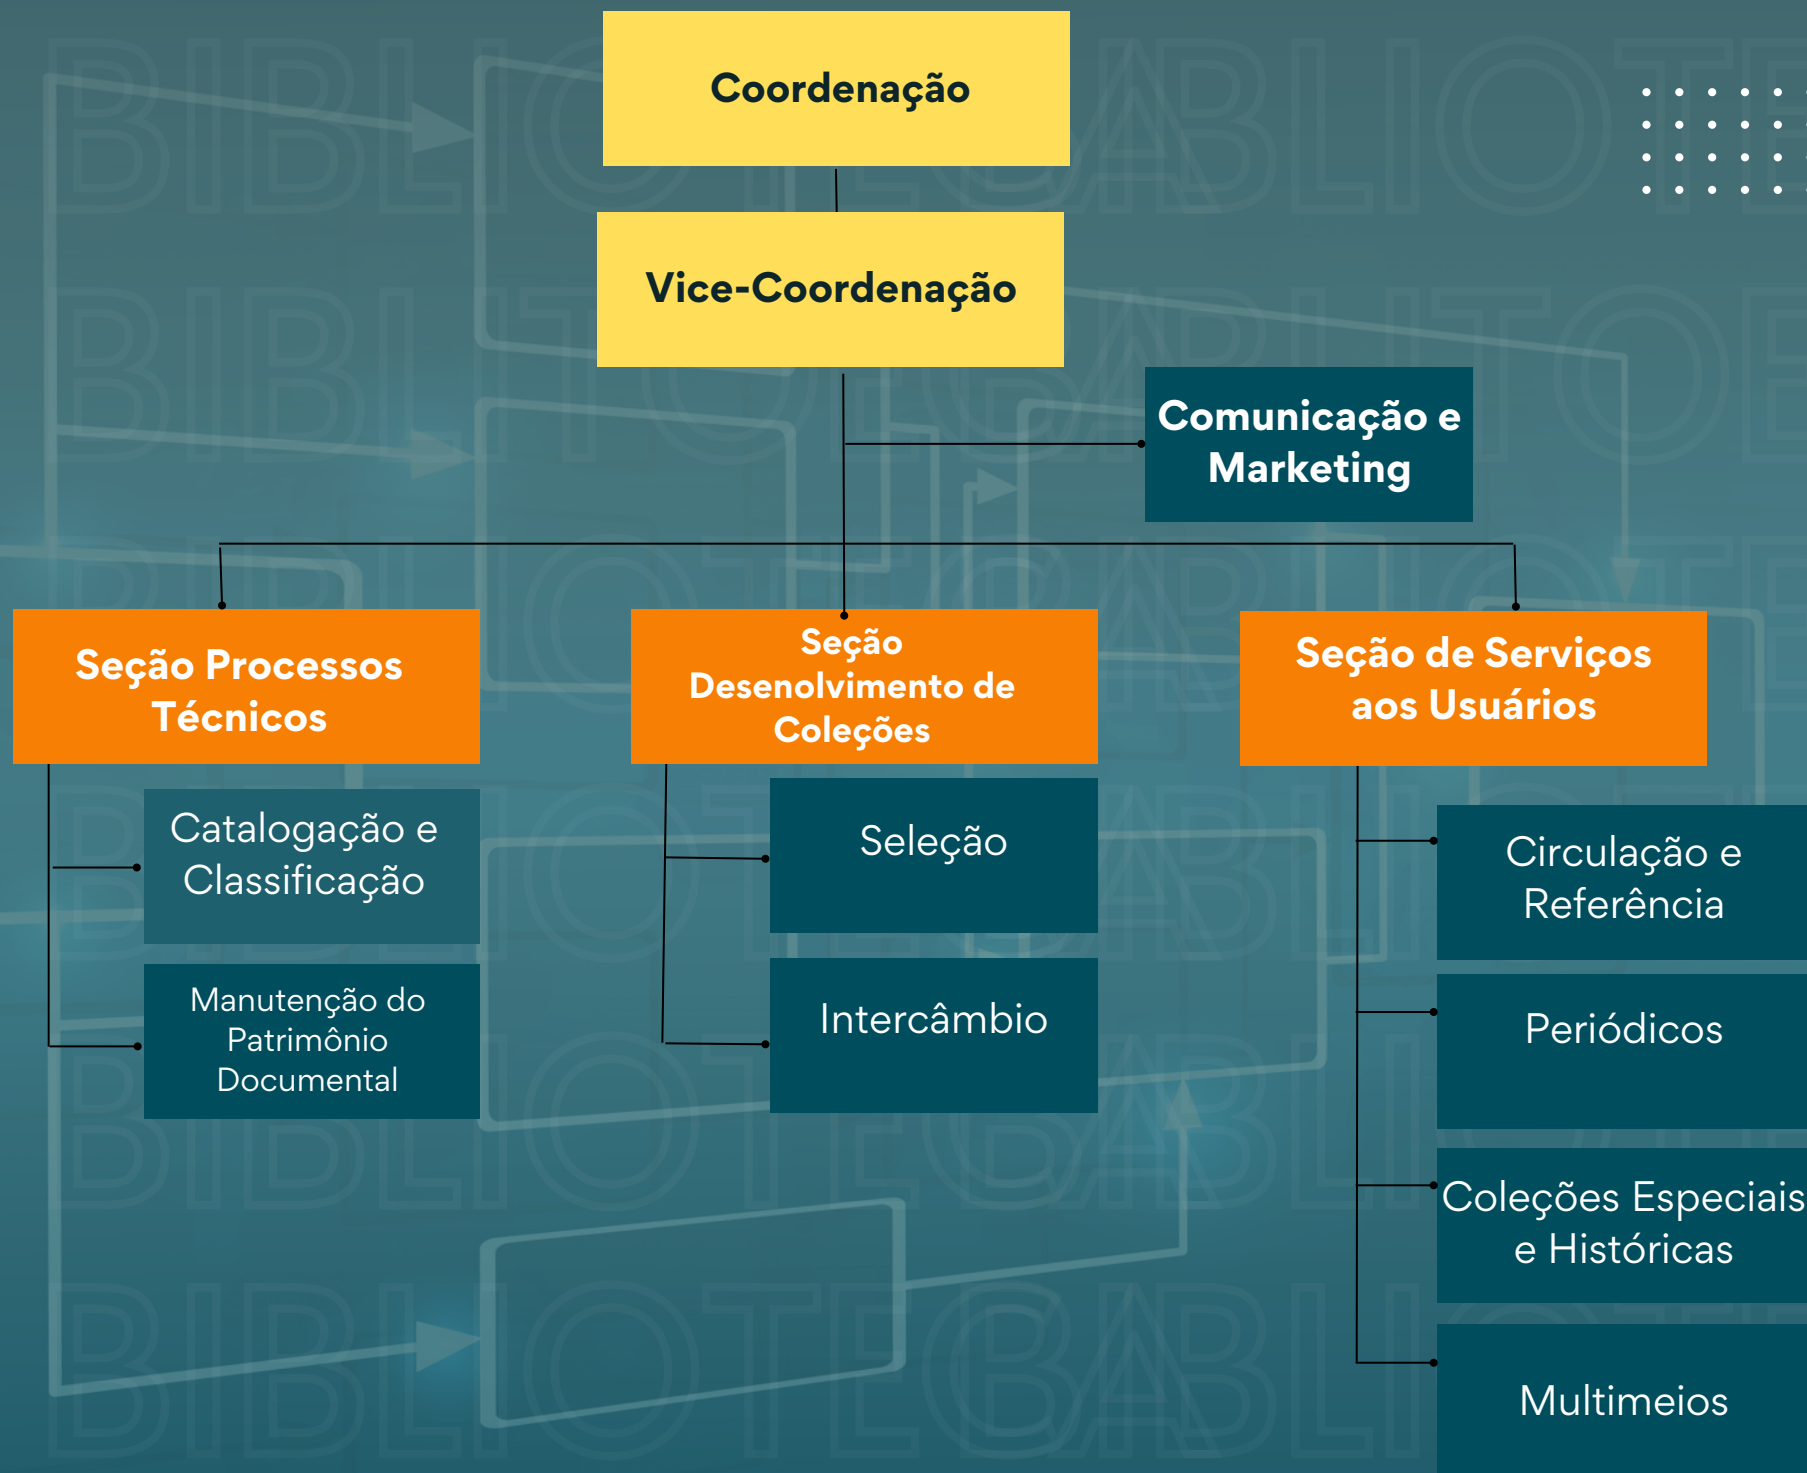 Coordenação
Vice-Coordenação
Comunicação e
Marketing
Seção Processos
Técnicos
Seção
Desenolvimento de
Coleções
Seção de Serviços
aos Usuários
Catalogação e
Classificação
Manutenção do
Patrimônio
Documental
Seleção
Intercâmbio
Circulação e
Referência
Periódicos
Coleções Especiais
e Históricas
Multimeios